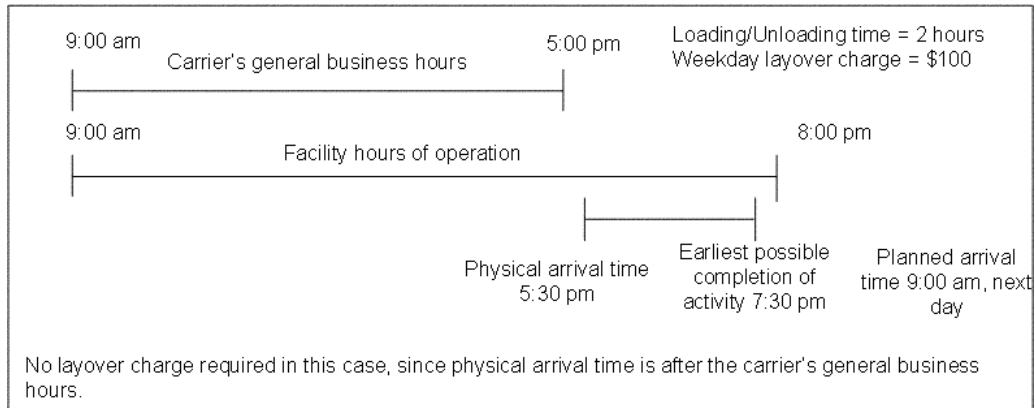 9:00 am
5:00 pm
Loading/Unloading time = 2 hours
Weekday layover charge = $100
Carrier's general business hours
9:00 am
8:00 pm
Facility hours of operation
Physical arrival time
5:30 pm
Earliest possible
completion of
activity 7:30 pm
Planned arrival
time 9:00 am, next
day
No layover charge required in this case, since physical arrival time is after the carrier's general business
hours.